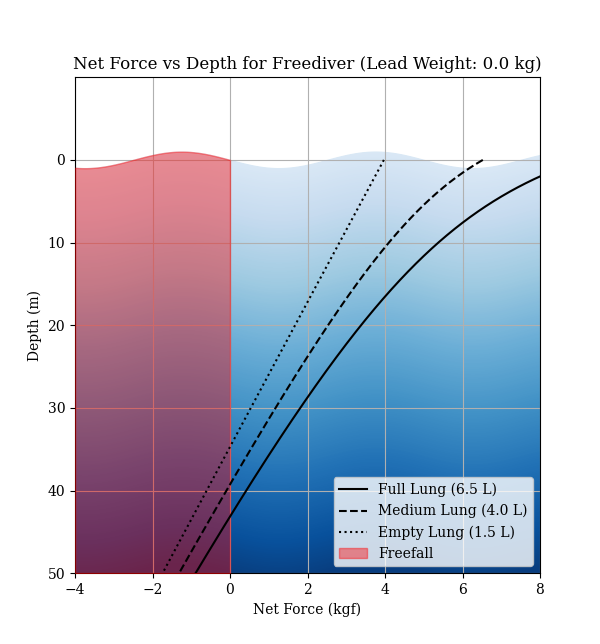 Net Force vs Depth for Freediver (Lead Weight: 0.0 kg)
0
10
20
30
40
50
Depth (m)
−4
−2
0
2
4
6
8
Net Force (kgf)
Full Lung (6.5 L)
Medium Lung (4.0 L)
Empty Lung (1.5 L)
Freefall